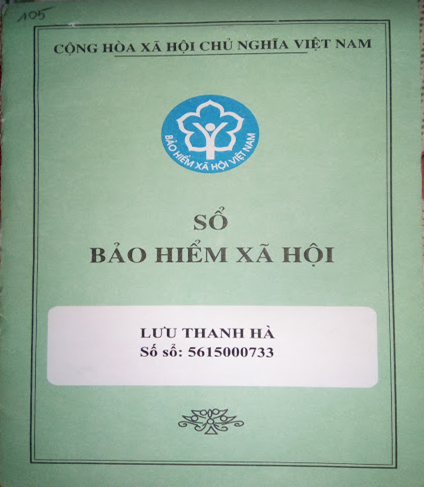 105
CỘNG HÒA XÃ HỘI CHỦ NGHĨA VIỆT NAM
BẢO HIỂM XÃ HỘI VIỆT NAM
SỔ
BẢO HIỂM XÃ HỘI
LƯU THANH HÀ
Số sổ: 5615000733